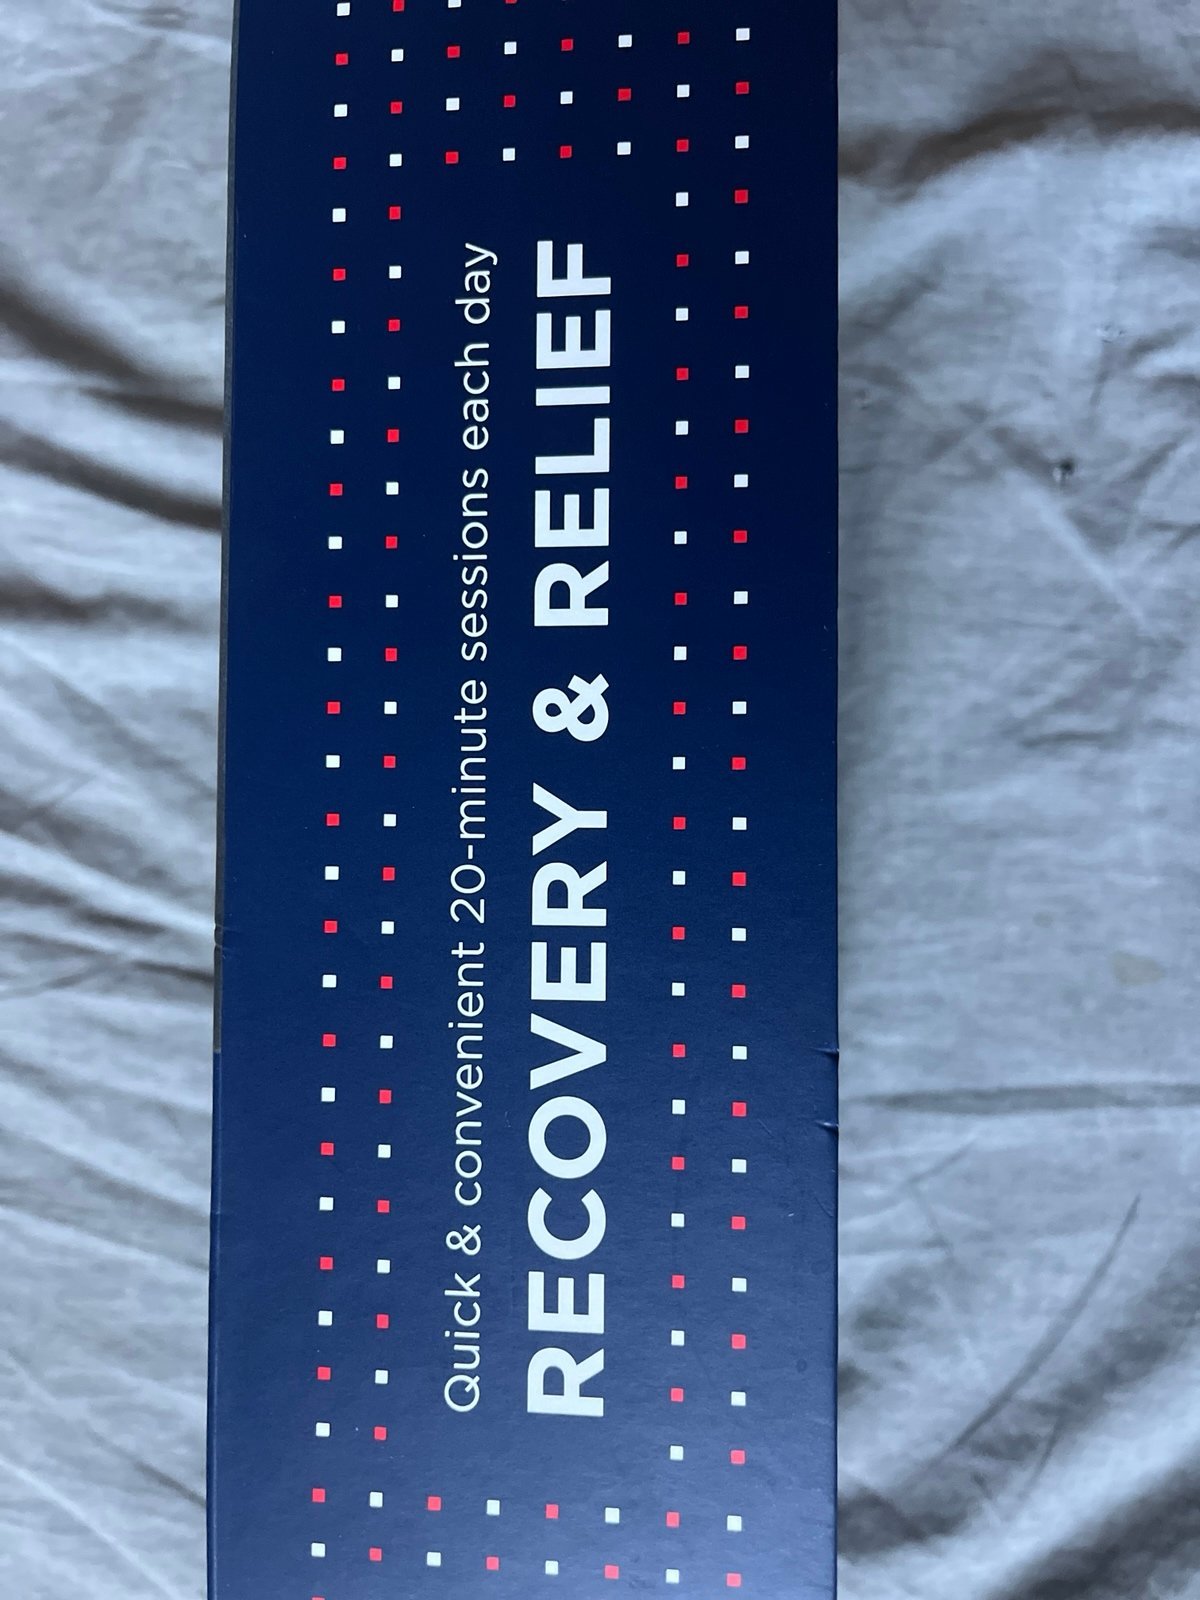 Quick & convenient 20-minute sessions each day
RECOVERY & RELIEF